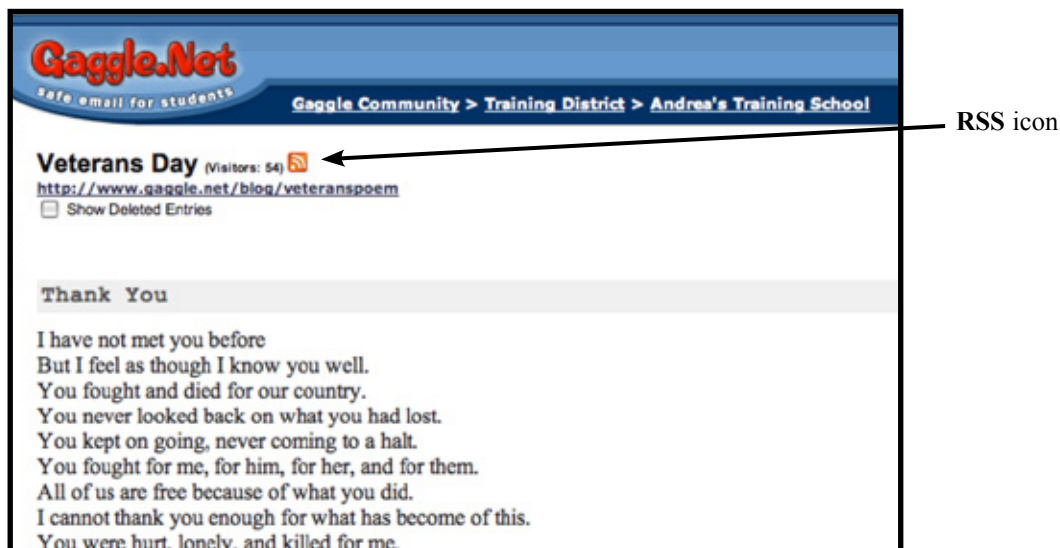 Gaggle.Net
safe email for students
Gaggle Community > Training District > Andrea's Training School
RSS icon
Veterans Day (Visitors: 54)
http://www.gaggle.net/blog/veteranspoem
Show Deleted Entries
Thank You
I have not met you before
But I feel as though I know you well.
You fought and died for our country.
You never looked back on what you had lost.
You kept on going, never coming to a halt.
You fought for me, for him, for her, and for them.
All of us are free because of what you did.
I cannot thank you enough for what has become of this.
You were hurt, lonely, and killed for me.